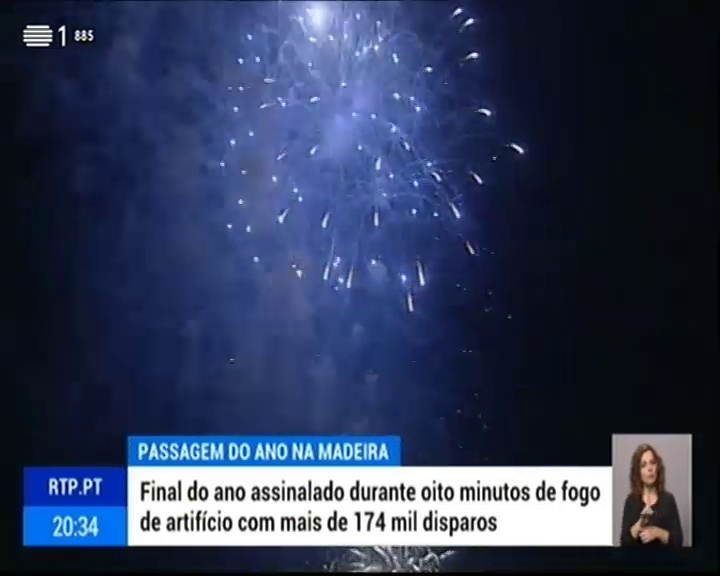 1 885
PASSAGEM DO ANO NA MADEIRA
RTP.PT
Final do ano assinalado durante oito minutos de fogo
de artifício com mais de 174 mil disparos
20:34